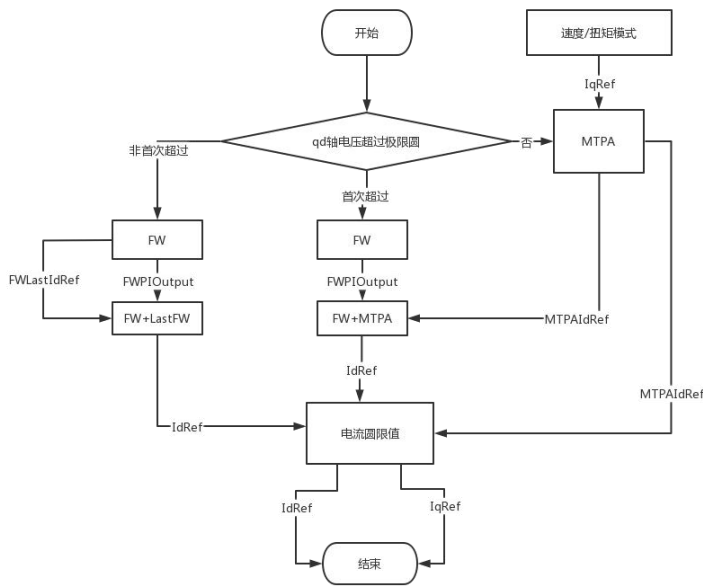 开始
速度/扭矩模式
IqRef
qd轴电压超过极限圆
否
MTPA
非首次超过
首次超过
FW
FW
FWLastIdRef
FWPIOutput
FWPIOutput
FW+LastFW
FW+MTPA
MTPAIdRef
IdRef
MTPAIdRef
IdRef
电流圆限值
IdRef
IqRef
结束